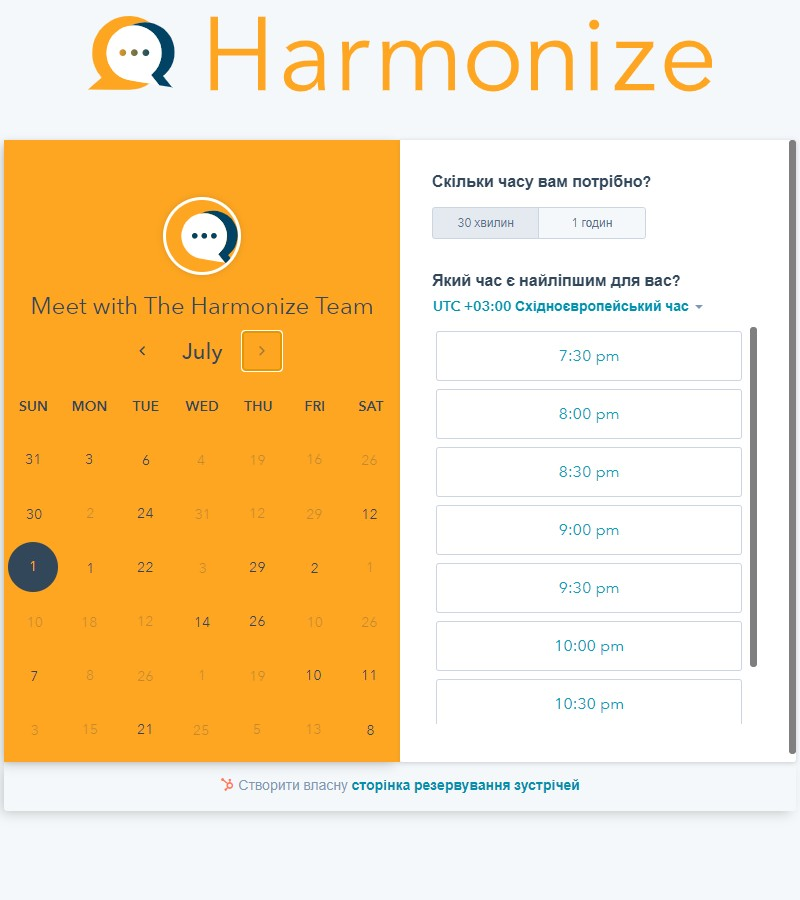 Harmonize
Meet with The Harmonize Team
July
SUN MON TUE WED THU FRI SAT
31 3 6 4 19 16 26
30 2 24 31 12 29 12
1 1 22 3 29 2 1
10 18 12 14 26 10 26
7 8 26 1 19 10 11
3 15 21 25 5 13 8
Скільки часу вам потрібно?
30 хвилин 1 годин
Який час є найліпшим для вас?
UTC +03:00 Східноєвропейський час
7:30 pm
8:00 pm
8:30 pm
9:00 pm
9:30 pm
10:00 pm
10:30 pm
Створити власну сторінка резервування зустрічей